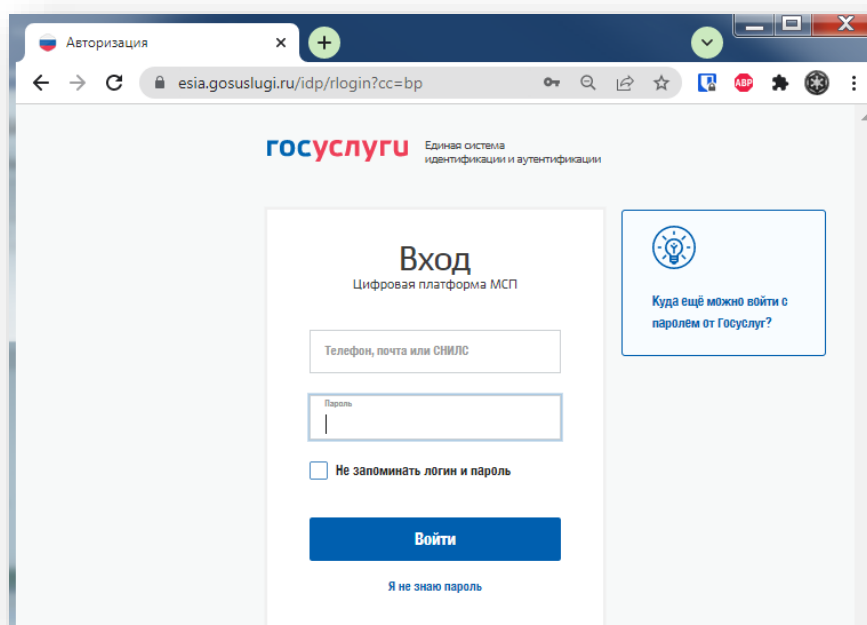 Авторизация
esia.gosuslugi.ru/idp/rlogin?cc=bp
ABP
госуслуги
Единая система
идентификации и аутентификации
Вход
Цифровая платформа МСП
Телефон, почта или СНИЛС
Пароль
Не запоминать логин и пароль
Войти
Я не знаю пароль
Куда ещё можно войти с
паролем от Госуслуг?